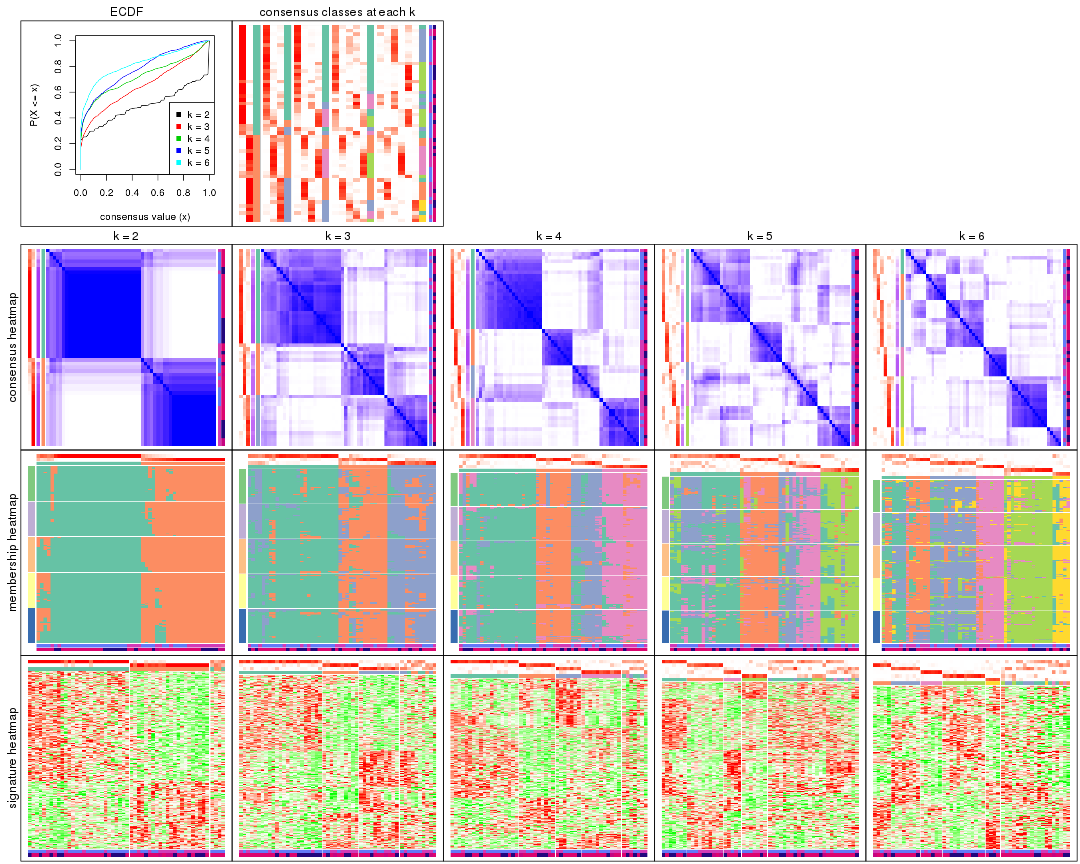 ECDF
consensus classes at each k
P(X <= x)
0.0 0.2 0.4 0.6 0.8 1.0
k = 2
k = 3
k = 4
k = 5
k = 6
0.0 0.2 0.4 0.6 0.8 1.0
consensus value (x)
k = 2
k = 3
k = 4
k = 5
k = 6
consensus heatmap
membership heatmap
signature heatmap